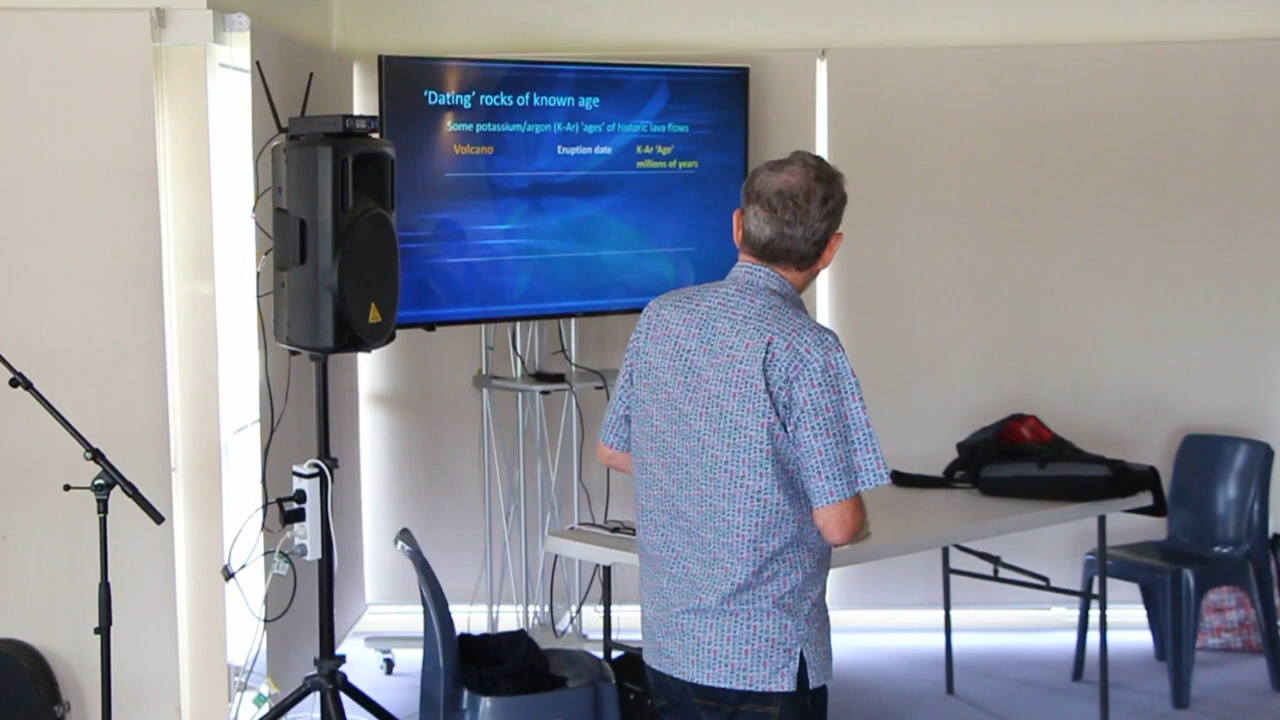 'Dating' rocks of known age
Some potassium/argon (K-Ar) 'ages' of historic lava flows
Volcano Eruption date K-Ar 'Age'
millions of years